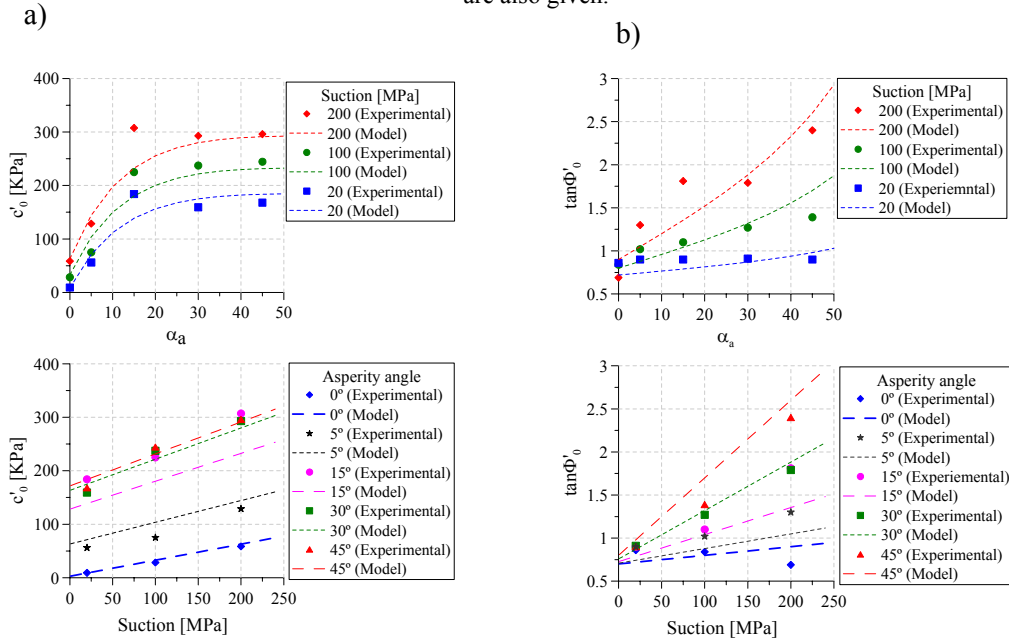 are also given.
a)
b)
400
300
200
100
0
c'0 [KPa]
0 10 20 30 40 50
αa
Suction [MPa]
200 (Experimental)
200 (Model)
100 (Experimental)
100 (Model)
20 (Experimental)
20 (Model)
3
2.5
2
1.5
1
0.5
tanΦ'0
0 10 20 30 40 50
αa
Suction [MPa]
200 (Experimental)
200 (Model)
100 (Experimental)
100 (Model)
20 (Experiemntal)
20 (Model)
400
300
200
100
0
c'0 [KPa]
0 50 100 150 200 250
Suction [MPa]
Asperity angle
0º (Experimental)
0º (Model)
5º (Experimental)
5º (Model)
15º (Experimental)
15º (Model)
30º (Experimental)
30º (Model)
45º (Experimental)
45º (Model)
3
2.5
2
1.5
1
0.5
tanΦ'0
0 50 100 150 200 250
Suction [MPa]
Asperity angle
0º (Experimental)
0º (Model)
5º (Experimental)
5º (Model)
15º (Experiemental)
15º (Model)
30º (Experimental)
30º (Model)
45º (Experimental)
45º (Model)